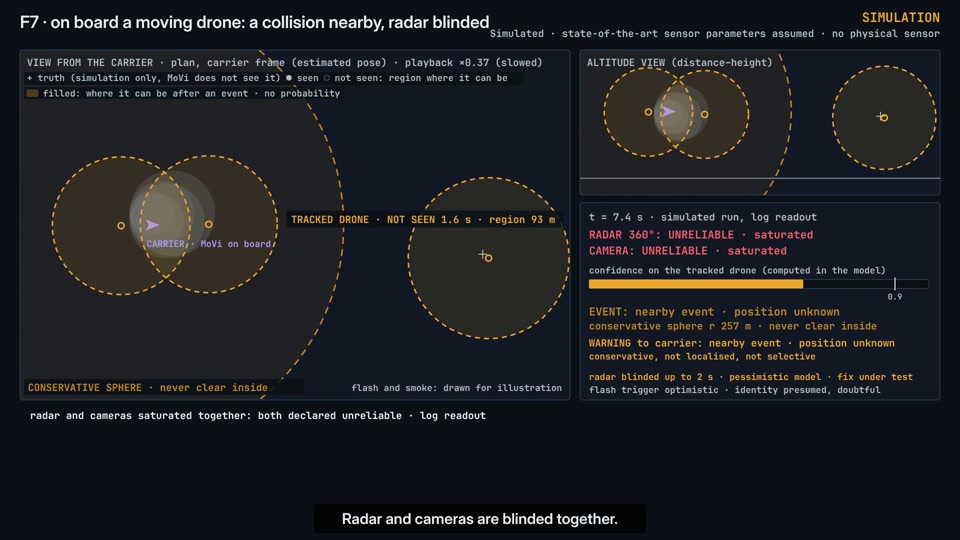 F7 · on board a moving drone: a collision nearby, radar blinded
SIMULATION
Simulated · state-of-the-art sensor parameters assumed · no physical sensor
VIEW FROM THE CARRIER · plan, carrier frame (estimated pose) · playback ×0.37 (slowed)
+ truth (simulation only, MoVi does not see it) ● seen ○ not seen: region where it can be
filled: where it can be after an event · no probability
TRACKED DRONE · NOT SEEN 1.6 s · region 93 m
CARRIER · MoVi on board
CONSERVATIVE SPHERE · never clear inside
flash and smoke: drawn for illustration
ALTITUDE VIEW (distance-height)
t = 7.4 s · simulated run, log readout
RADAR 360°: UNRELIABLE · saturated
CAMERA: UNRELIABLE · saturated
confidence on the tracked drone (computed in the model)
0.9
EVENT: nearby event · position unknown
conservative sphere r 257 m · never clear inside
WARNING to carrier: nearby event · position unknown
conservative, not localised, not selective
radar blinded up to 2 s · pessimistic model · fix under test
flash trigger optimistic · identity presumed, doubtful
radar and cameras saturated together: both declared unreliable · log readout
Radar and cameras are blinded together.